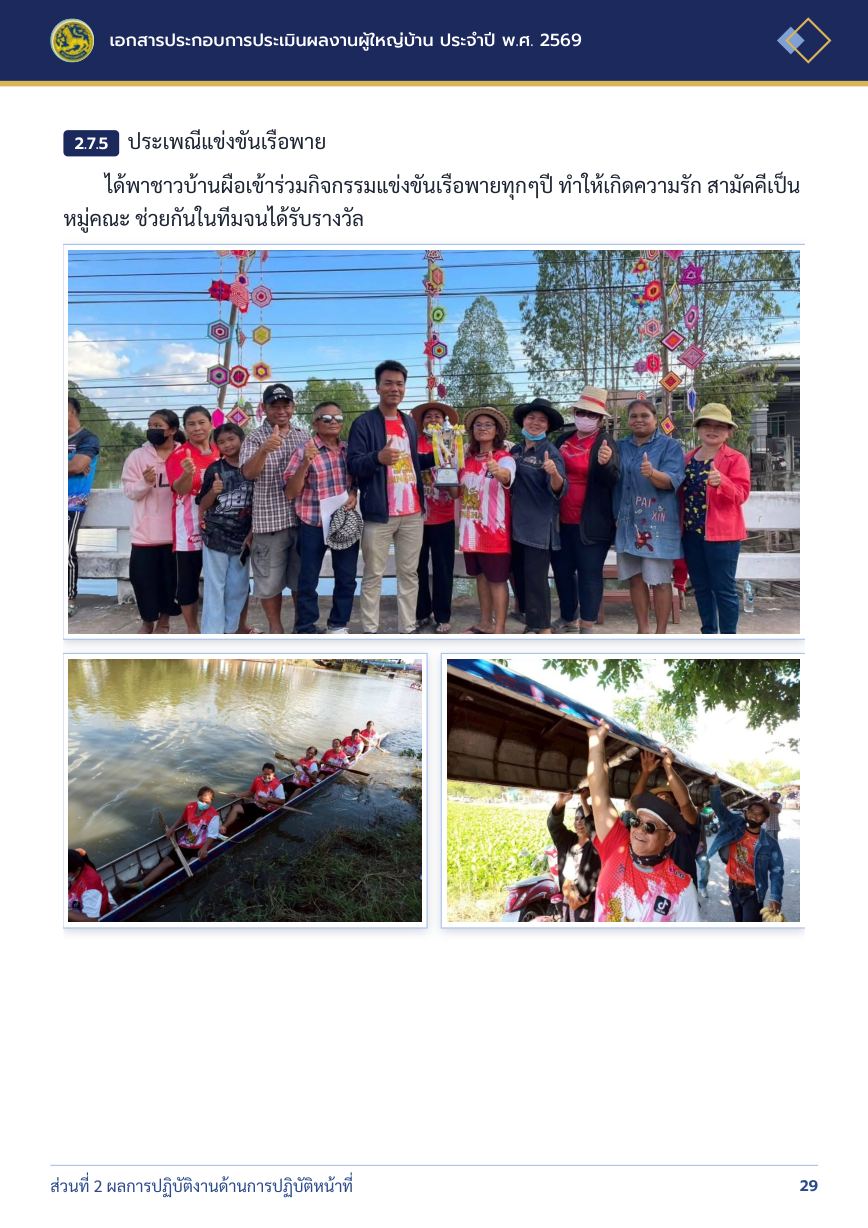 เอกสารประกอบการประเมินผลงานผู้ใหญ่บ้าน ประจำปี พ.ศ. 2569
2.7.5 ประเพณีแข่งขันเรือพาย
ได้พาชาวบ้านผือเข้าร่วมกิจกรรมแข่งขันเรือพายทุกๆปี ทำให้เกิดความรัก สามัคคีเป็น
หมู่คณะ ช่วยกันในทีมจนได้รับรางวัล
PAI
XIN
ส่วนที่ 2 ผลการปฏิบัติงานด้านการปฏิบัติหน้าที่
29